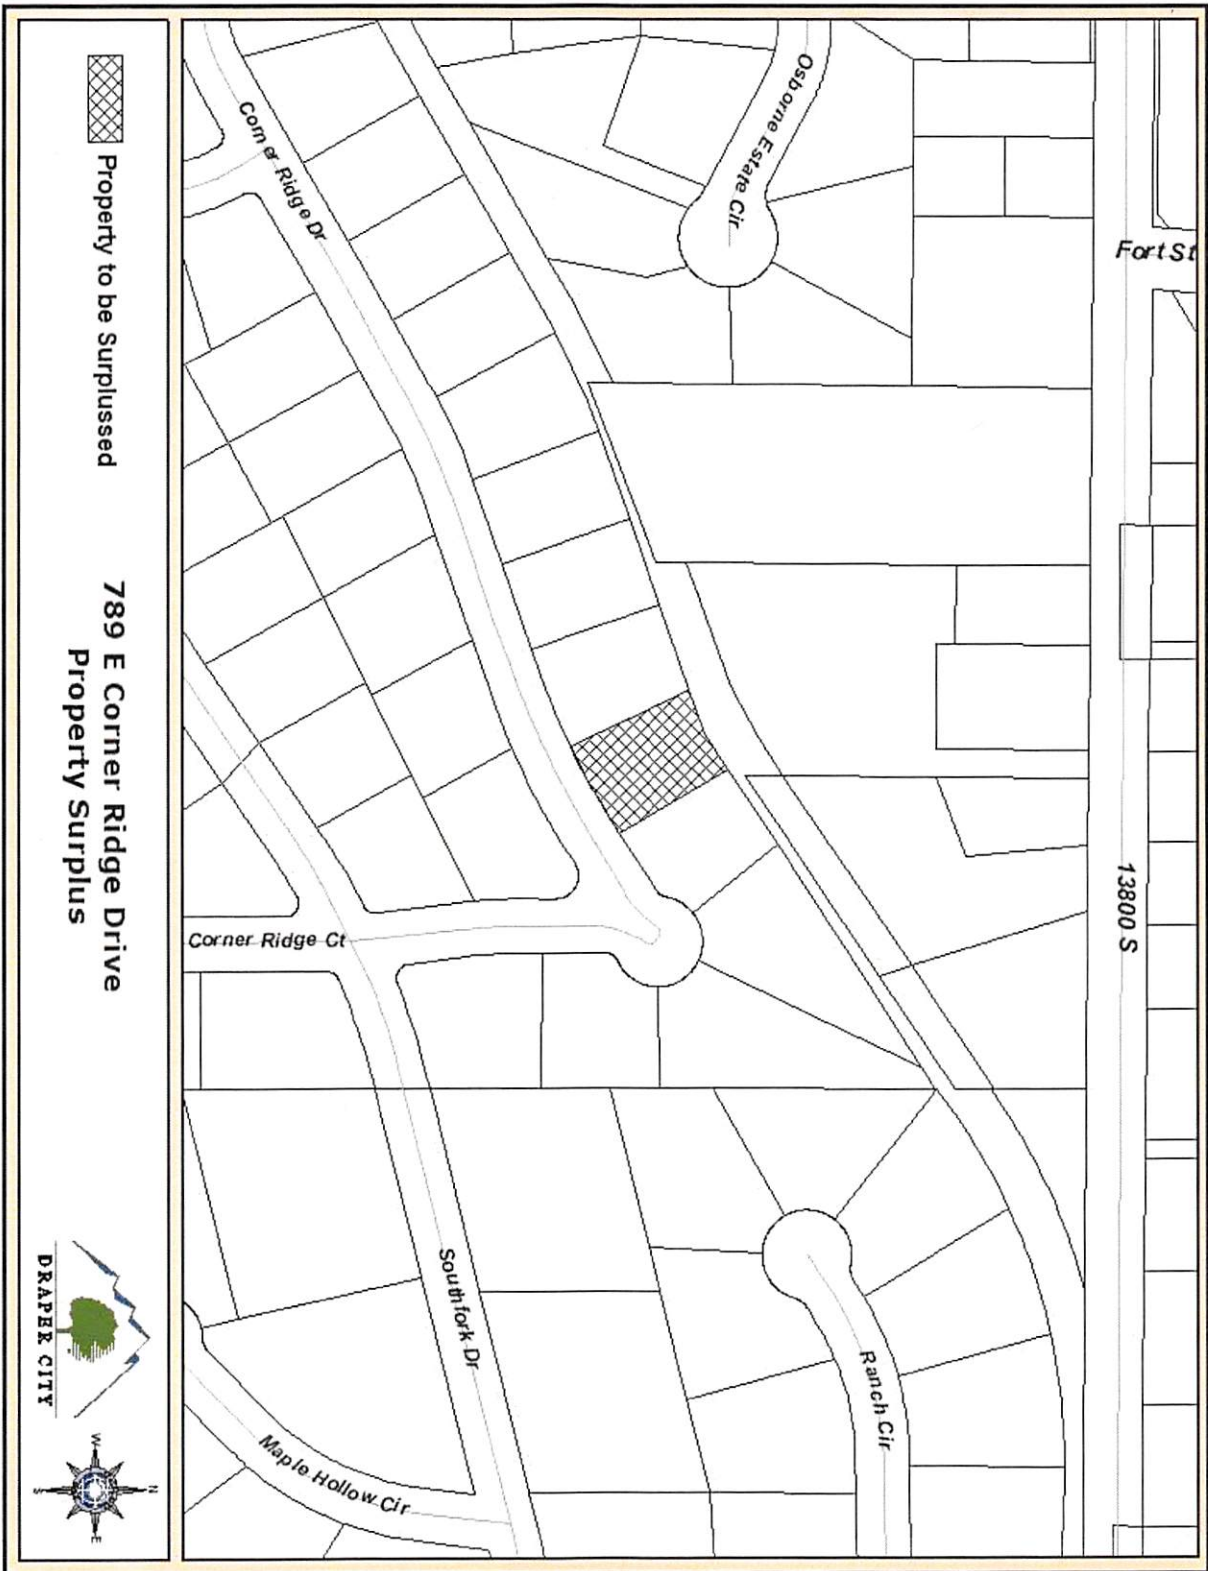 Osborne Estate Cir
Fort St
Corner Ridge Dr
13800 S
Corner Ridge Ct
Southfork Dr
Ranch Cir
Maple Hollow Cir
Property to be Surplussed
789 E Corner Ridge Drive
Property Surplus
DRAPER CITY
N
W
E
S